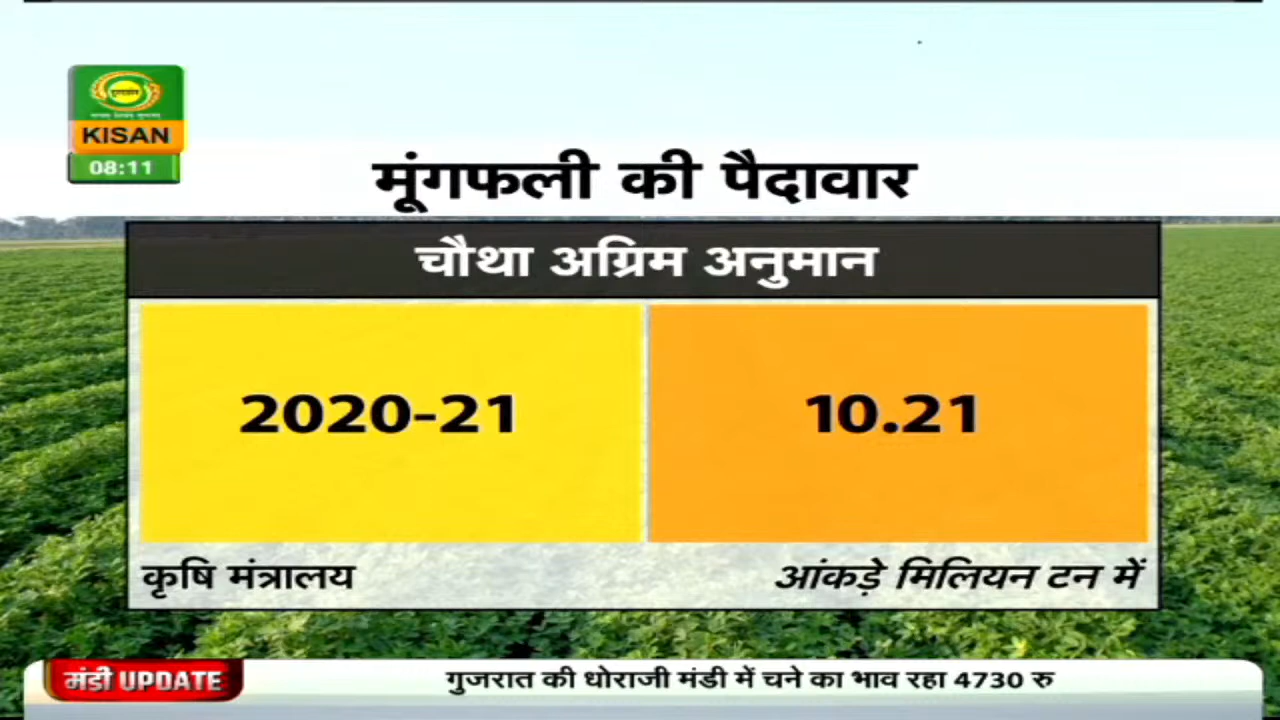 KISAN
08:11
मूंगफली की पैदावार
चौथा अग्रिम अनुमान
2020-21 10.21
कृषि मंत्रालय आंकड़े मिलियन टन में
मंडी UPDATE गुजरात की धोराजी मंडी में चने का भाव रहा 4730 रु